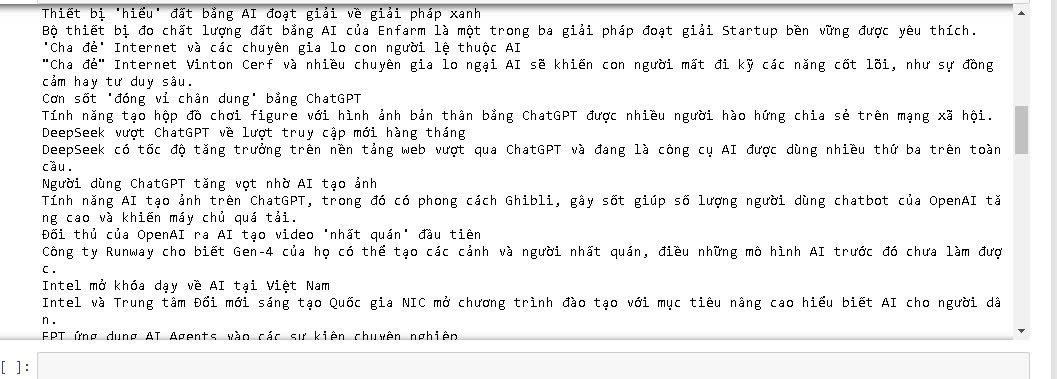 Thiết bị 'hiểu' đất bằng AI đoạt giải về giải pháp xanh
Bộ thiết bị đo chất lượng đất bằng AI của Enfarm là một trong ba giải pháp đoạt giải Startup bền vững được yêu thích.
'Cha đẻ' Internet và các chuyên gia lo con người lệ thuộc AI
"Cha đẻ" Internet Vinton Cerf và nhiều chuyên gia lo ngại AI sẽ khiến con người mất đi kỹ các năng cốt lõi, như sự đồng
cảm hay tư duy sâu.
Cơn sốt 'đóng vỉ chân dung' bằng ChatGPT
Tính năng tạo hộp đồ chơi figure với hình ảnh bản thân bằng ChatGPT được nhiều người hào hứng chia sẻ trên mạng xã hội.
DeepSeek vượt ChatGPT về lượt truy cập mới hàng tháng
DeepSeek có tốc độ tăng trưởng trên nền tảng web vượt qua ChatGPT và đang là công cụ AI được dùng nhiều thứ ba trên toàn
cầu.
Người dùng ChatGPT tăng vọt nhờ AI tạo ảnh
Tính năng AI tạo ảnh trên ChatGPT, trong đó có phong cách Ghibli, gây sốt giúp số lượng người dùng chatbot của OpenAI tă
ng cao và khiến máy chủ quá tải.
Đối thủ của OpenAI ra AI tạo video 'nhất quán' đầu tiên
Công ty Runway cho biết Gen-4 của họ có thể tạo các cảnh và người nhất quán, điều những mô hình AI trước đó chưa làm đượ
c.
Intel mở khóa dạy về AI tại Việt Nam
Intel và Trung tâm Đổi mới sáng tạo Quốc gia NIC mở chương trình đào tạo với mục tiêu nâng cao hiểu biết AI cho người dâ
n.
FPT ứng dụng AI Agents vào các sự kiện chuyên nghiệp
[ ]: